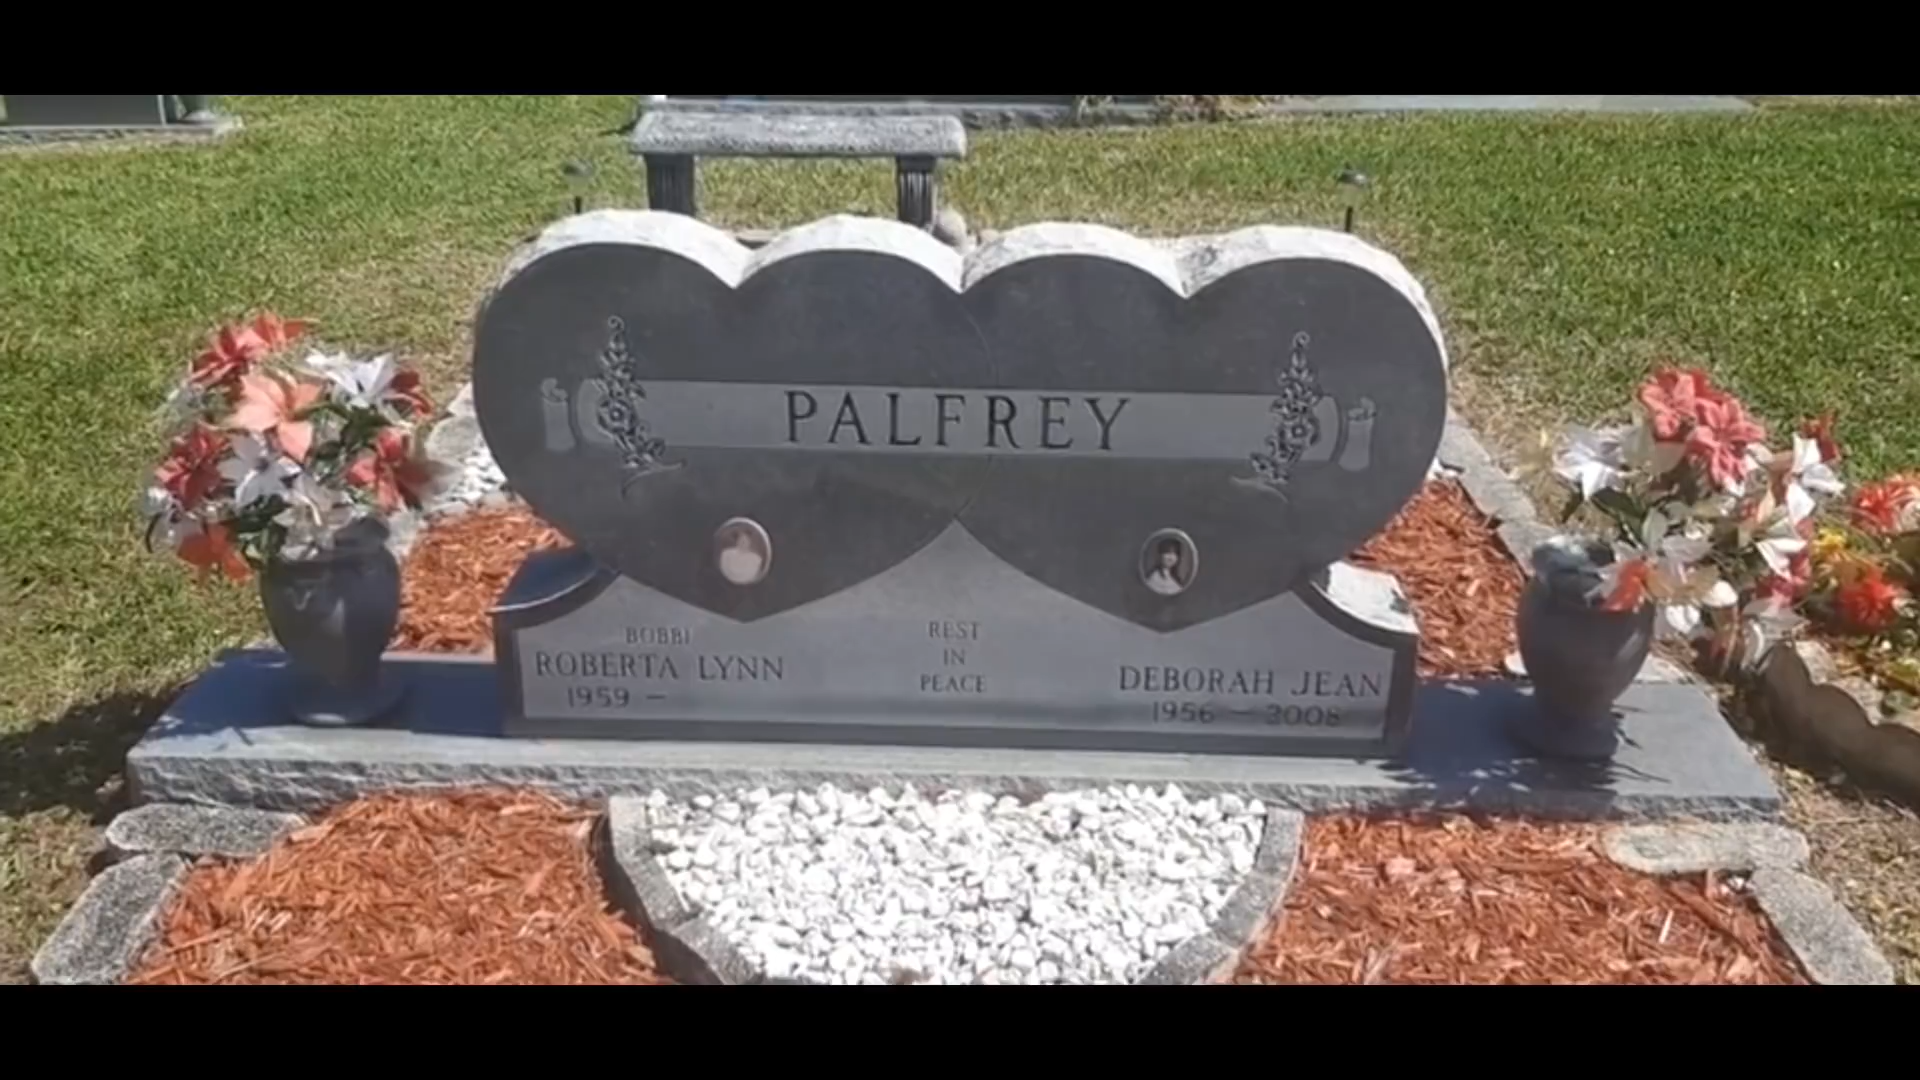 PALFREY
BOBBI
ROBERTA LYNN
1959 –
REST
IN
PEACE
DEBORAH JEAN
1956 – 2008